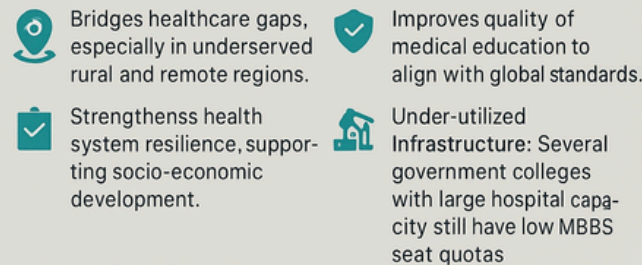 Bridges healthcare gaps,
especially in underserved
rural and remote regions.
Improves quality of
medical education to
align with global standards.
Strengthenss health
system resilience, suppor-
ting socio-economic
development.
Under-utilized
Infrastructure: Several
government colleges
with large hospital capa-
city still have low MBBS
seat quotas